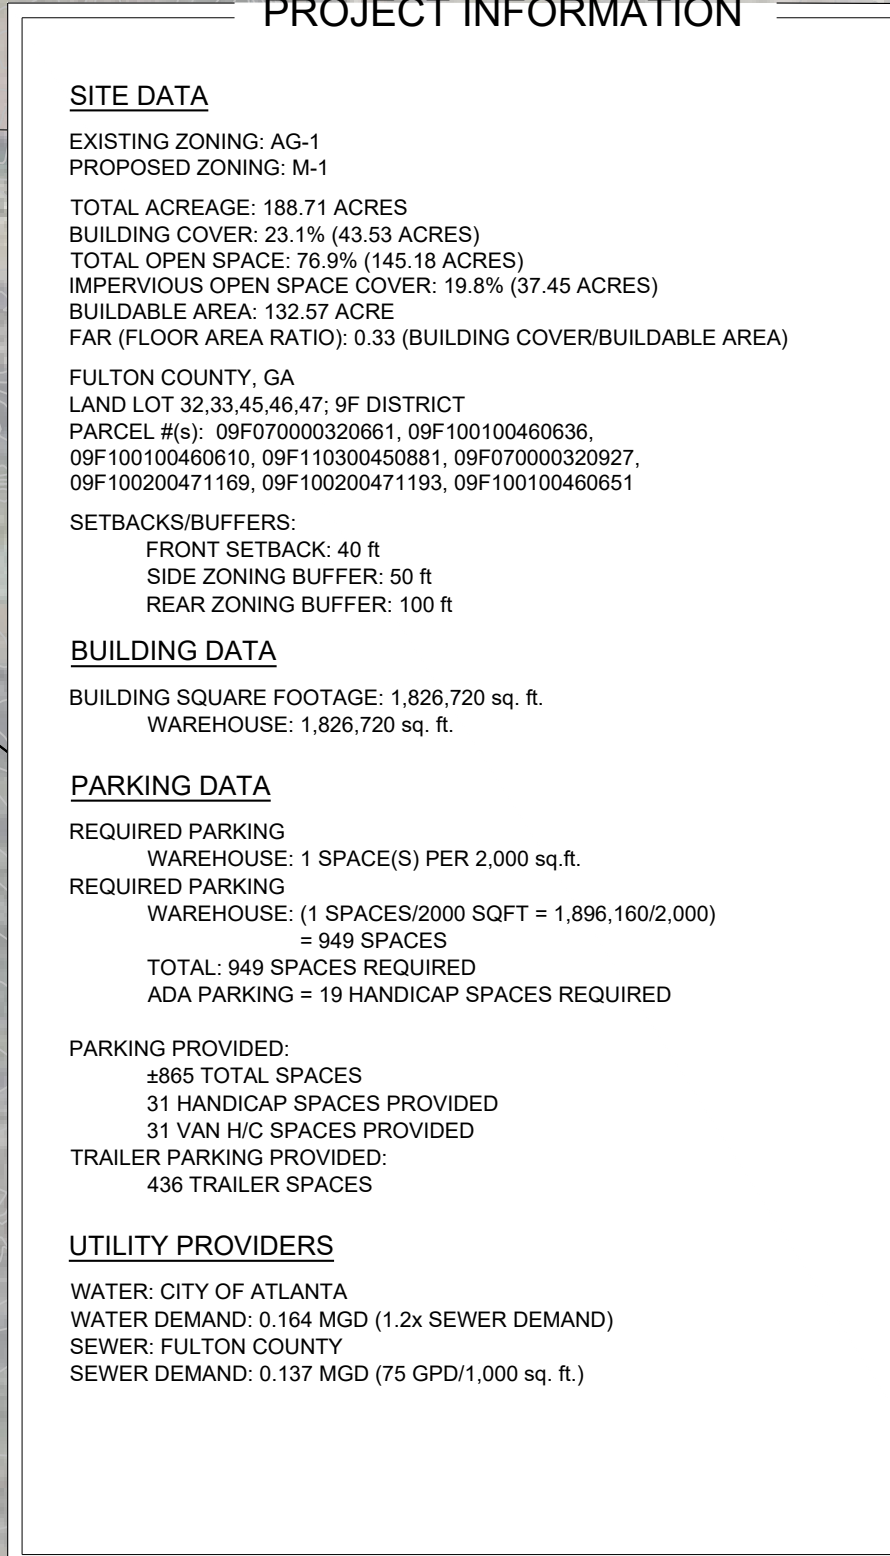 PROJECT INFORMATION
SITE DATA
EXISTING ZONING: AG-1
PROPOSED ZONING: M-1
TOTAL ACREAGE: 188.71 ACRES
BUILDING COVER: 23.1% (43.53 ACRES)
TOTAL OPEN SPACE: 76.9% (145.18 ACRES)
IMPERVIOUS OPEN SPACE COVER: 19.8% (37.45 ACRES)
BUILDABLE AREA: 132.57 ACRE
FAR (FLOOR AREA RATIO): 0.33 (BUILDING COVER/BUILDABLE AREA)
FULTON COUNTY, GA
LAND LOT 32,33,45,46,47; 9F DISTRICT
PARCEL #(s): 09F070000320661, 09F100100460636,
09F100100460610, 09F110300450881, 09F070000320927,
09F100200471169, 09F100200471193, 09F100100460651
SETBACKS/BUFFERS:
FRONT SETBACK: 40 ft
SIDE ZONING BUFFER: 50 ft
REAR ZONING BUFFER: 100 ft
BUILDING DATA
BUILDING SQUARE FOOTAGE: 1,826,720 sq. ft.
WAREHOUSE: 1,826,720 sq. ft.
PARKING DATA
REQUIRED PARKING
WAREHOUSE: 1 SPACE(S) PER 2,000 sq.ft.
REQUIRED PARKING
WAREHOUSE: (1 SPACES/2000 SQFT = 1,896,160/2,000)
= 949 SPACES
TOTAL: 949 SPACES REQUIRED
ADA PARKING = 19 HANDICAP SPACES REQUIRED
PARKING PROVIDED:
±865 TOTAL SPACES
31 HANDICAP SPACES PROVIDED
31 VAN H/C SPACES PROVIDED
TRAILER PARKING PROVIDED:
436 TRAILER SPACES
UTILITY PROVIDERS
WATER: CITY OF ATLANTA
WATER DEMAND: 0.164 MGD (1.2x SEWER DEMAND)
SEWER: FULTON COUNTY
SEWER DEMAND: 0.137 MGD (75 GPD/1,000 sq. ft.)